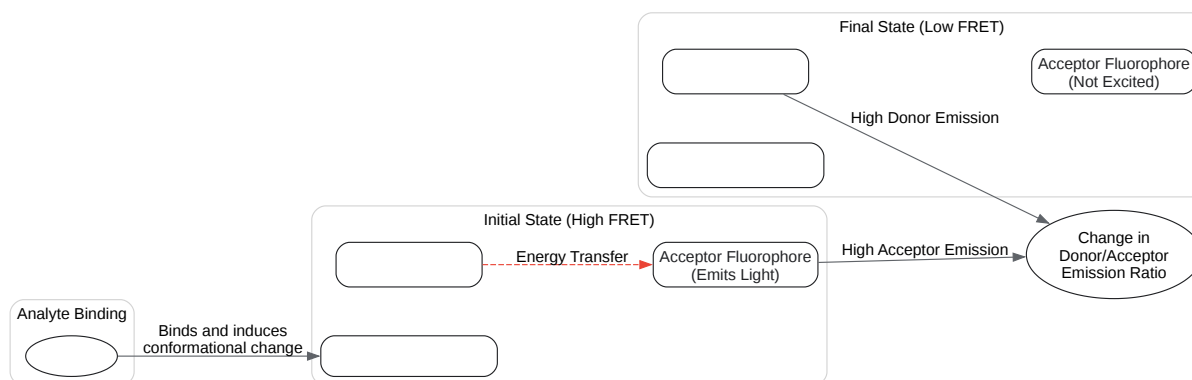 Final State (Low FRET)
Acceptor Fluorophore
(Not Excited)
High Donor Emission
Initial State (High FRET)
Energy Transfer
Acceptor Fluorophore
(Emits Light)
High Acceptor Emission
Change in
Donor/Acceptor
Emission Ratio
Analyte Binding
Binds and induces
conformational change